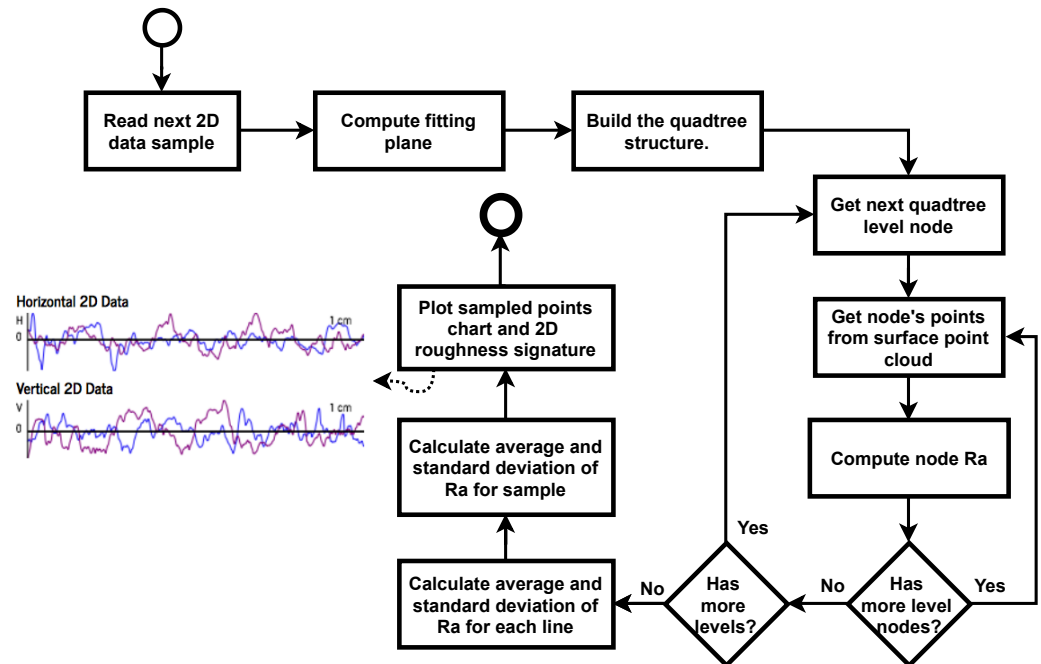 Read next 2D
data sample
Compute fitting
plane
Build the quadtree
structure.
Get next quadtree
level node
Get node's points
from surface point
cloud
Compute node Ra
Has
more level
nodes?
Yes
No
Has
more
levels?
Yes
No
Calculate average and
standard deviation of
Ra for each line
Calculate average and
standard deviation of
Ra for sample
Plot sampled points
chart and 2D
roughness signature
Horizontal 2D Data
H
0
1 cm
Vertical 2D Data
V
0
1 cm